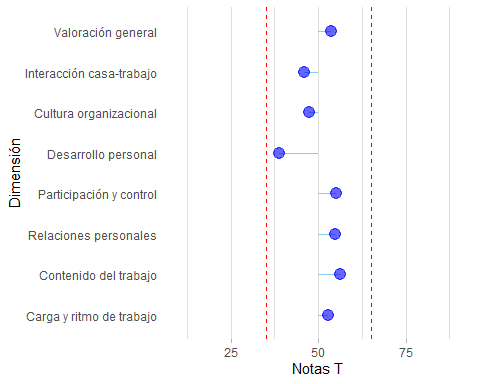 Valoración general
Interacción casa-trabajo
Cultura organizacional
Desarrollo personal
Participación y control
Relaciones personales
Contenido del trabajo
Carga y ritmo de trabajo
Dimensión
25 50 75
Notas T